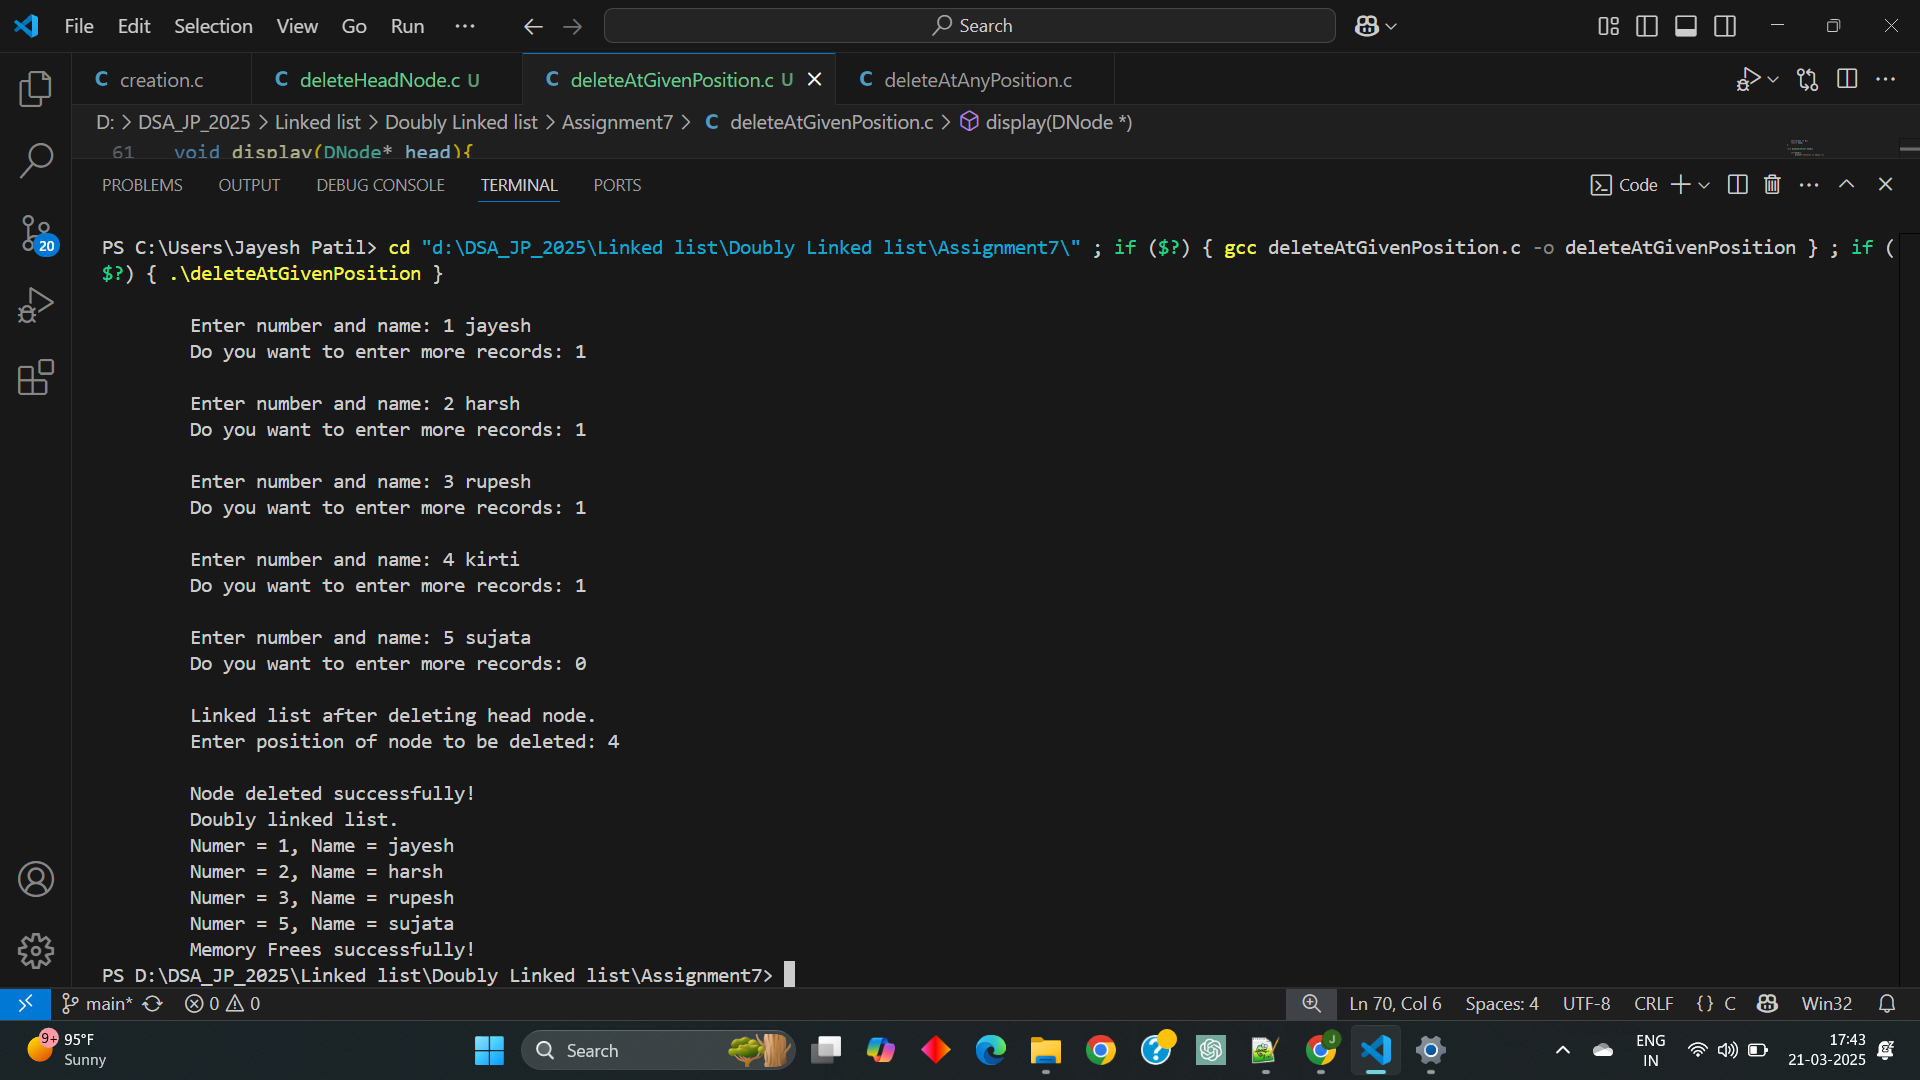 File Edit Selection View Go Run ··· Search
creation.c deleteHeadNode.c U deleteAtGivenPosition.c U deleteAtAnyPosition.c
D: > DSA_JP_2025 > Linked list > Doubly Linked list > Assignment7 > C deleteAtGivenPosition.c > display(DNode *)
61 void display(DNode* head){
PROBLEMS OUTPUT DEBUG CONSOLE TERMINAL PORTS Code
PS C:\Users\Jayesh Patil> cd "d:\DSA_JP_2025\Linked list\Doubly Linked list\Assignment7\" ; if ($?) { gcc deleteAtGivenPosition.c -o deleteAtGivenPosition } ; if (
$?) { .\deleteAtGivenPosition }
Enter number and name: 1 jayesh
Do you want to enter more records: 1
Enter number and name: 2 harsh
Do you want to enter more records: 1
Enter number and name: 3 rupesh
Do you want to enter more records: 1
Enter number and name: 4 kirti
Do you want to enter more records: 1
Enter number and name: 5 sujata
Do you want to enter more records: 0
Linked list after deleting head node.
Enter position of node to be deleted: 4
Node deleted successfully!
Doubly linked list.
Numer = 1, Name = jayesh
Numer = 2, Name = harsh
Numer = 3, Name = rupesh
Numer = 5, Name = sujata
Memory Frees successfully!
PS D:\DSA_JP_2025\Linked list\Doubly Linked list\Assignment7>
20
main* 0 0 Ln 70, Col 6 Spaces: 4 UTF-8 CRLF {} C Win32
9+ 95°F
Sunny
Search
J
ENG
IN
17:43
21-03-2025